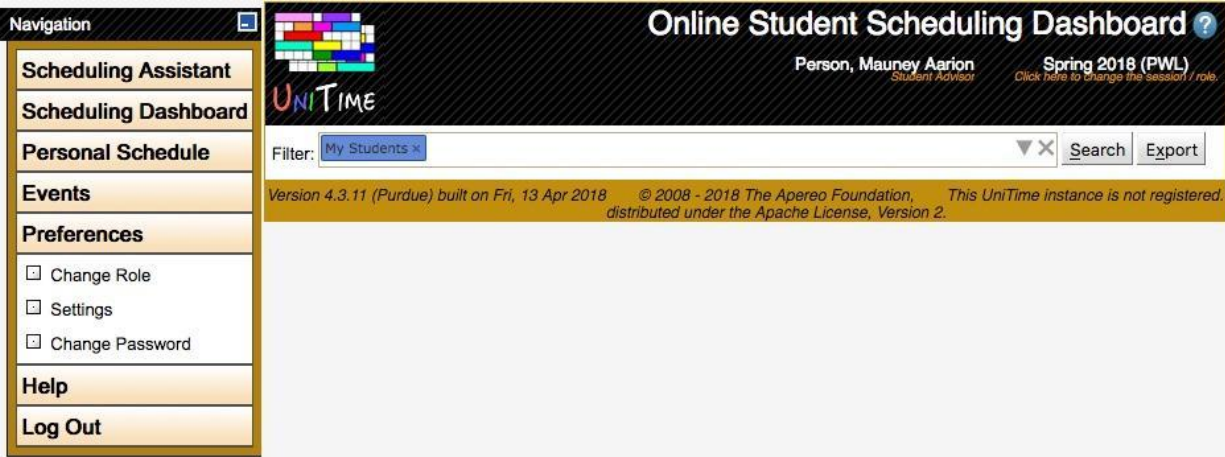 Navigation
Scheduling Assistant
Scheduling Dashboard
Personal Schedule
Events
Preferences
Change Role
Settings
Change Password
Help
Log Out
UNITIME
Online Student Scheduling Dashboard ?
Person, Mauney Aarion
Student Advisor
Spring 2018 (PWL)
Click here to change the session / role.
Filter: My Students × Search Export
Version 4.3.11 (Purdue) built on Fri, 13 Apr 2018 © 2008 - 2018 The Apereo Foundation, This UniTime instance is not registered.
distributed under the Apache License, Version 2.